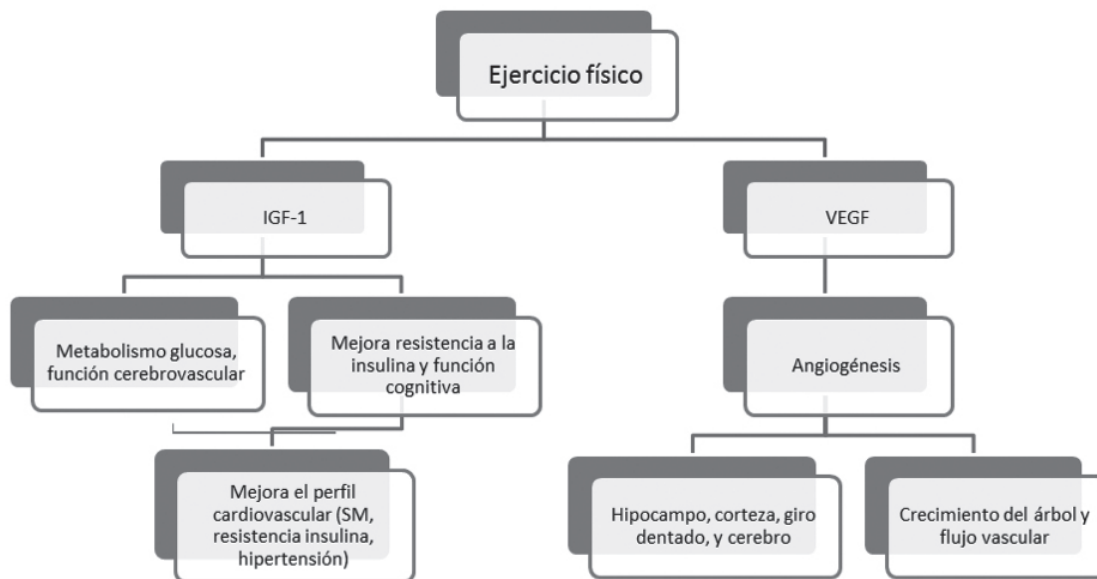 Ejercicio físico
IGF-1
VEGF
Metabolismo glucosa,
función cerebrovascular
Mejora resistencia a la
insulina y función
cognitiva
Angiogénesis
Mejora el perfil
cardiovascular (SM,
resistencia insulina,
hipertensión)
Hipocampo, corteza, giro
dentado, y cerebro
Crecimiento del árbol y
flujo vascular